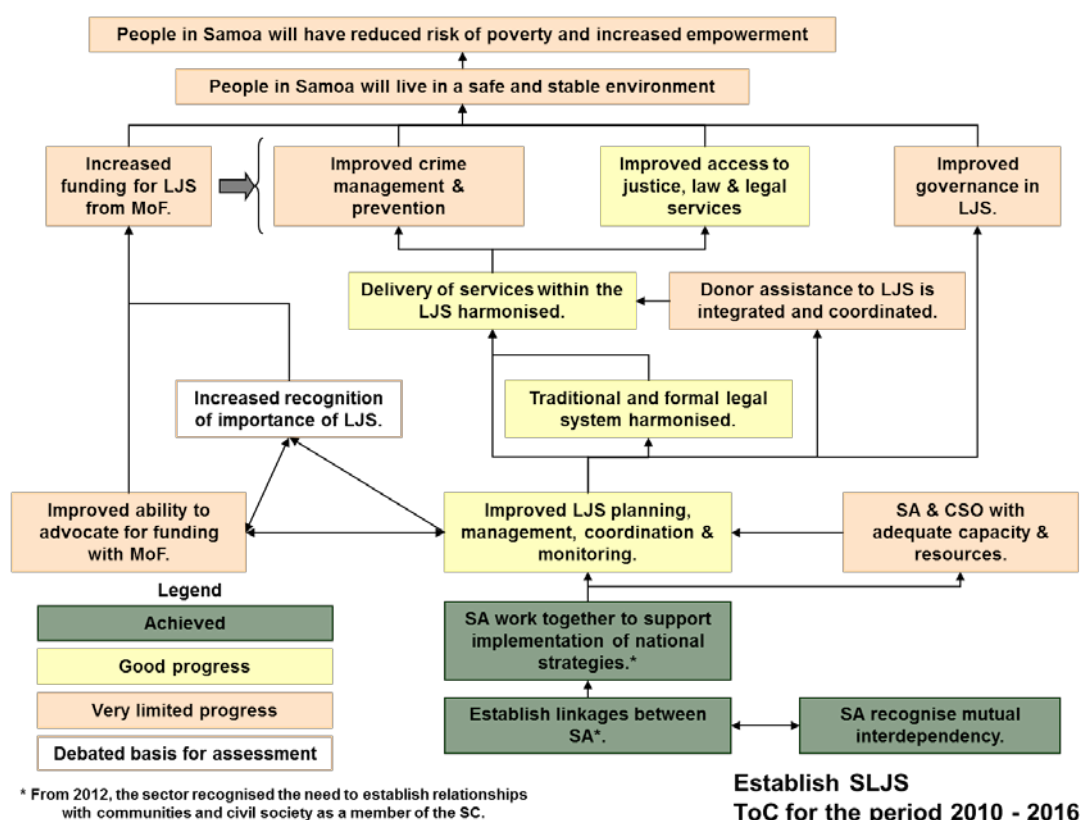 People in Samoa will have reduced risk of poverty and increased empowerment
People in Samoa will live in a safe and stable environment
Increased
funding for LJS
from MoF.
Improved crime
management &
prevention
Improved access to
justice, law & legal
services
Improved
governance in
LJS.
Delivery of services within the
LJS harmonised.
Donor assistance to LJS is
integrated and coordinated.
Increased recognition
of importance of LJS.
Traditional and formal legal
system harmonised.
Improved ability to
advocate for funding
with MoF.
Improved LJS planning,
management, coordination &
monitoring.
SA & CSO with
adequate capacity &
resources.
Legend
Achieved
Good progress
Very limited progress
Debated basis for assessment
SA work together to support
implementation of national
strategies.*
Establish linkages between
SA*.
SA recognise mutual
interdependency.
* From 2012, the sector recognised the need to establish relationships
with communities and civil society as a member of the SC.
Establish SLJS
ToC for the period 2010 - 2016